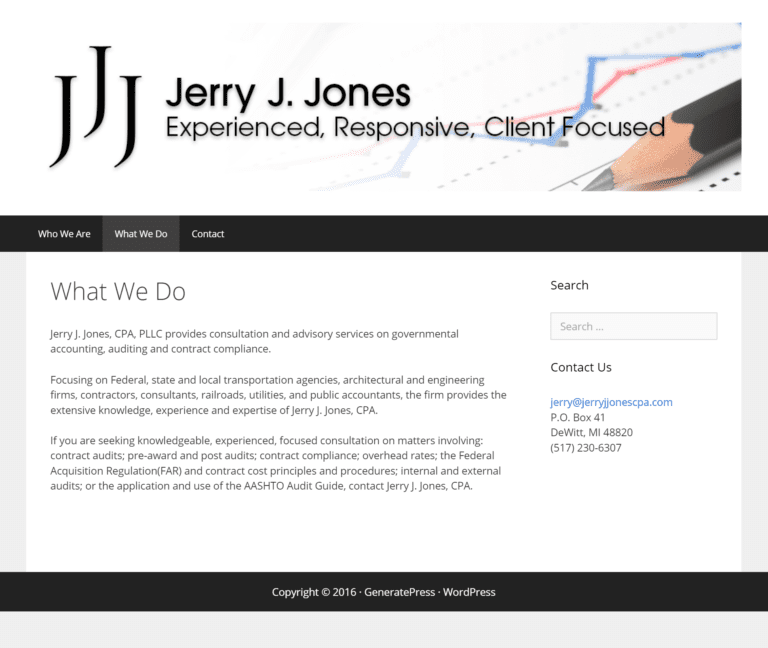 JJJ
Jerry J. Jones
Experienced, Responsive, Client Focused
Who We Are
What We Do
Contact
What We Do
Jerry J. Jones, CPA, PLLC provides consultation and advisory services on governmental
accounting, auditing and contract compliance.
Focusing on Federal, state and local transportation agencies, architectural and engineering
firms, contractors, consultants, railroads, utilities, and public accountants, the firm provides the
extensive knowledge, experience and expertise of Jerry J. Jones, CPA.
If you are seeking knowledgeable, experienced, focused consultation on matters involving:
contract audits; pre-award and post audits; contract compliance; overhead rates; the Federal
Acquisition Regulation(FAR) and contract cost principles and procedures; internal and external
audits; or the application and use of the AASHTO Audit Guide, contact Jerry J. Jones, CPA.
Search
Search …
Contact Us
jerry@jerryjjonescpa.com
P.O. Box 41
DeWitt, MI 48820
(517) 230-6307
Copyright © 2016 · GeneratePress · WordPress